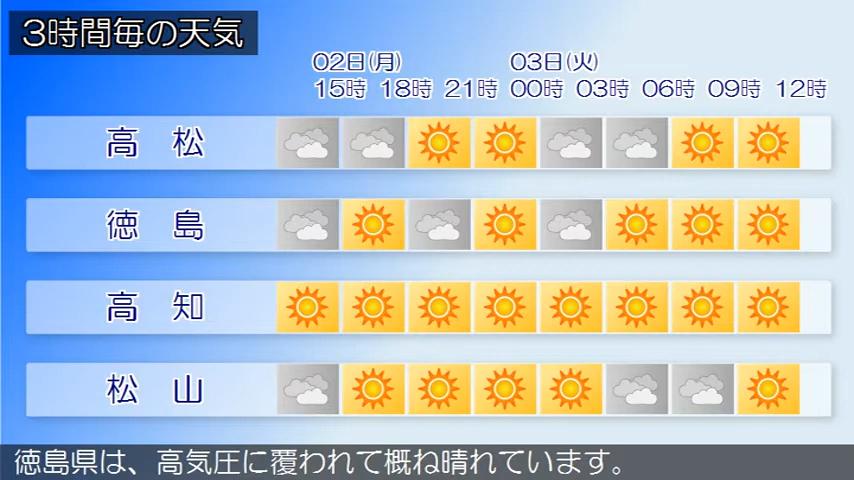 3時間毎の天気
02日(月) 03日(火)
15時 18時 21時 00時 03時 06時 09時 12時
高 松
徳 島
高 知
松 山
徳島県は、高気圧に覆われて概ね晴れています。